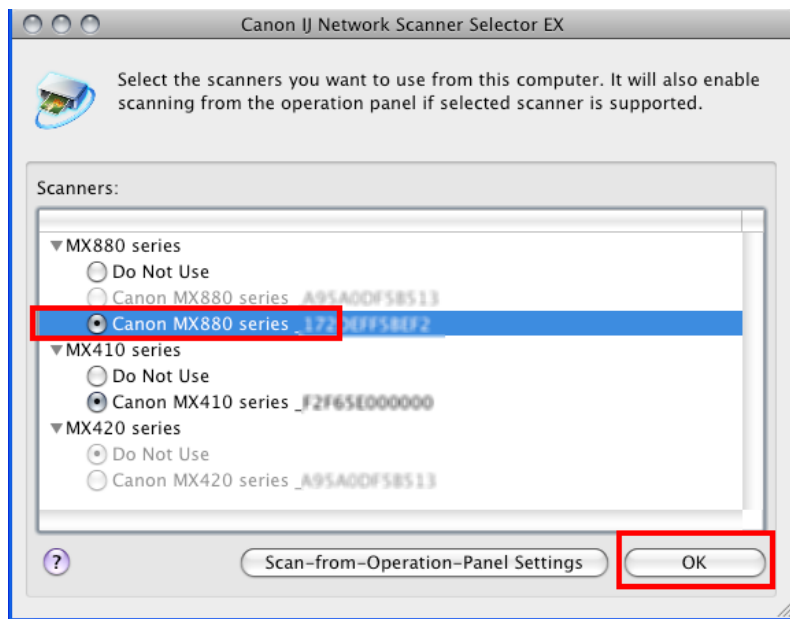 Canon IJ Network Scanner Selector EX
Select the scanners you want to use from this computer. It will also enable
scanning from the operation panel if selected scanner is supported.
Scanners:
MX880 series
Do Not Use
Canon MX880 series
Canon MX880 series
MX410 series
Do Not Use
Canon MX410 series
MX420 series
Do Not Use
Canon MX420 series
?
Scan-from-Operation-Panel Settings
OK